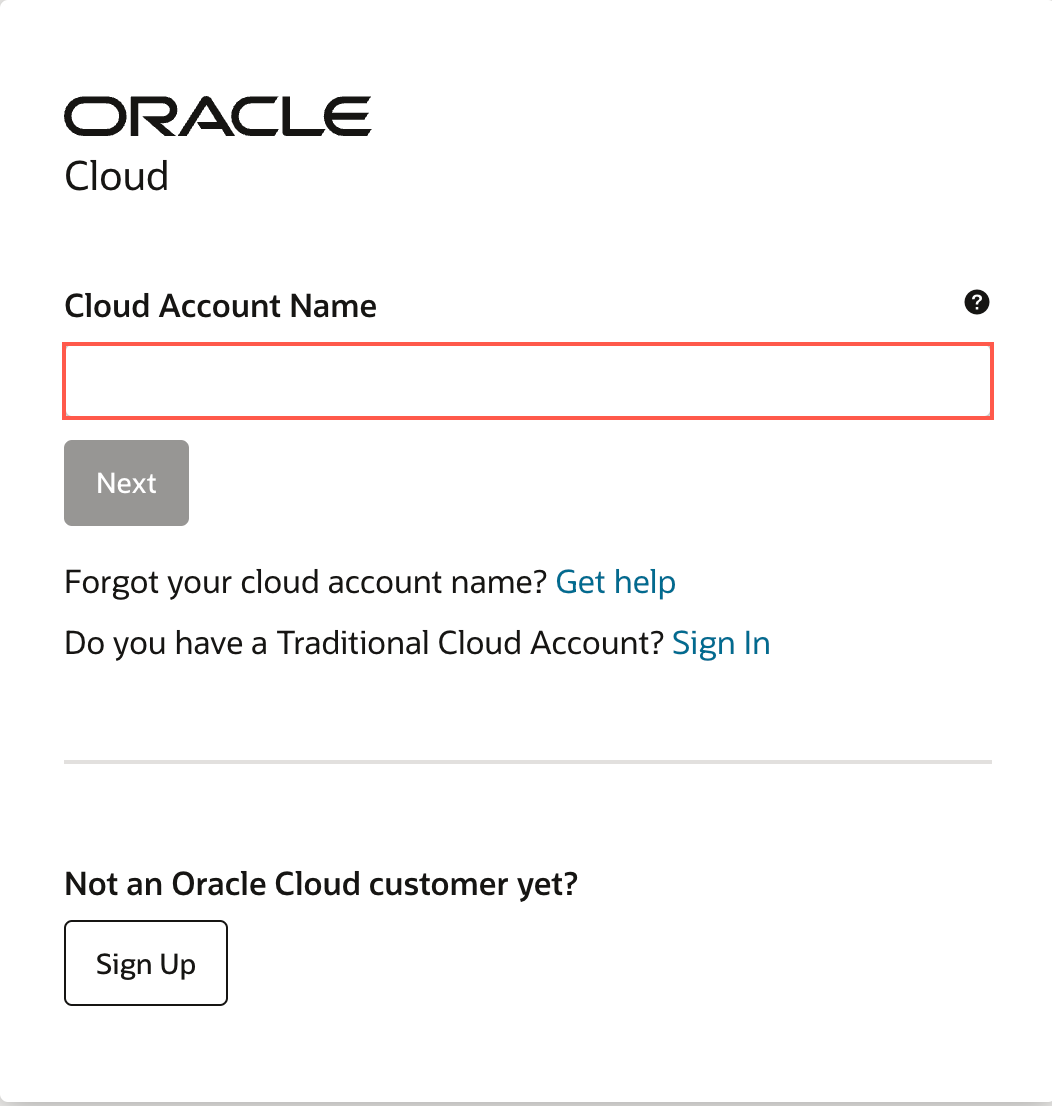 ORACLE
Cloud
Cloud Account Name
?
Next
Forgot your cloud account name? Get help
Do you have a Traditional Cloud Account? Sign In
Not an Oracle Cloud customer yet?
Sign Up